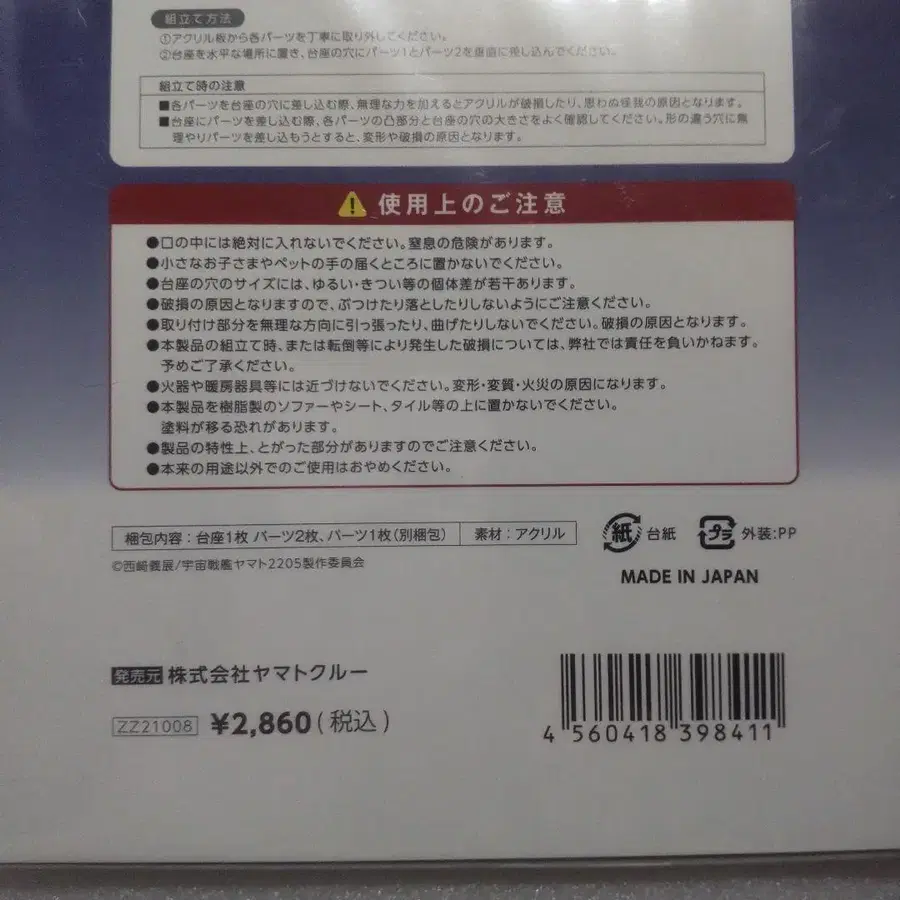 組立て方法
①アクリル板から各パーツを丁寧に取り外してください。
②台座を水平な場所に置き、台座の穴にパーツ1とパーツ2を垂直に差し込んでください。
組立て時の注意
■各パーツを台座の穴に差し込む際、無理な力を加えるとアクリルが破損したり、思わぬ怪我の原因となります。
■台座にパーツを差し込む際、各パーツの凸部分と台座の穴の大きさをよく確認してください。形の違う穴に無
理やりパーツを差し込もうとすると、変形や破損の原因となります。
使用上のご注意
●口の中には絶対に入れないでください。窒息の危険があります。
●小さなお子さまやペットの手の届くところに置かないでください。
●台座の穴のサイズには、ゆるい・きつい等の個体差が若干あります。
●破損の原因となりますので、ぶつけたり落としたりしないようにご注意ください。
●取り付け部分を無理な方向に引っ張ったり、曲げたりしないでください。破損の原因となります。
●本製品の組立て時、または転倒等により発生した破損については、弊社では責任を負いかねます。
予めご了承ください。
●火器や暖房器具等には近づけないでください。変形・変質・火災の原因になります。
●本製品を樹脂製のソファーやシート、タイル等の上に置かないでください。
塗料が移る恐れがあります。
●製品の特性上、とがった部分がありますのでご注意ください。
●本来の用途以外でのご使用はおやめください。
梱包内容：台座1枚 パーツ2枚、パーツ1枚(別梱包) 素材：アクリル
紙 台紙 プラ 外装:PP
©西﨑義展/宇宙戦艦ヤマト2205製作委員会
MADE IN JAPAN
発売元 株式会社ヤマトクルー
ZZ21008 ¥2,860(税込)
4 560418 398411